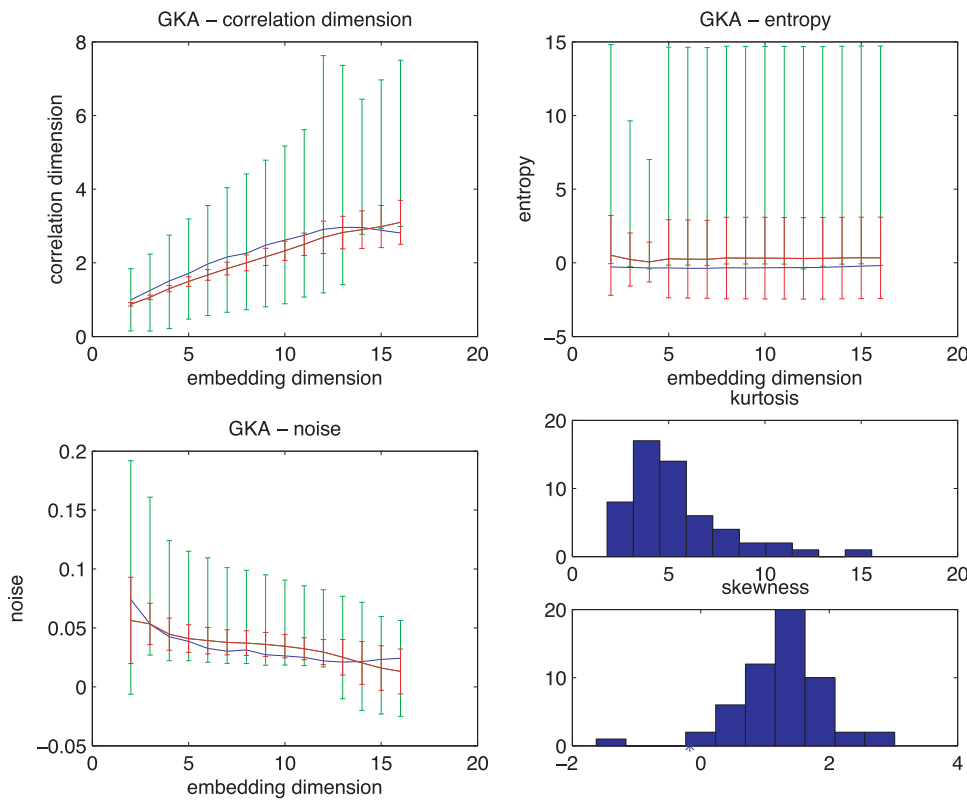 GKA – correlation dimension
8
6
4
2
0
0 5 10 15 20
correlation dimension
embedding dimension
GKA – entropy
15
10
5
0
−5
0 5 10 15 20
entropy
embedding dimension
GKA – noise
0.2
0.15
0.1
0.05
0
−0.05
0 5 10 15 20
noise
embedding dimension
kurtosis
20
10
0
0 5 10 15 20
skewness
20
10
0
−2 0 2 4